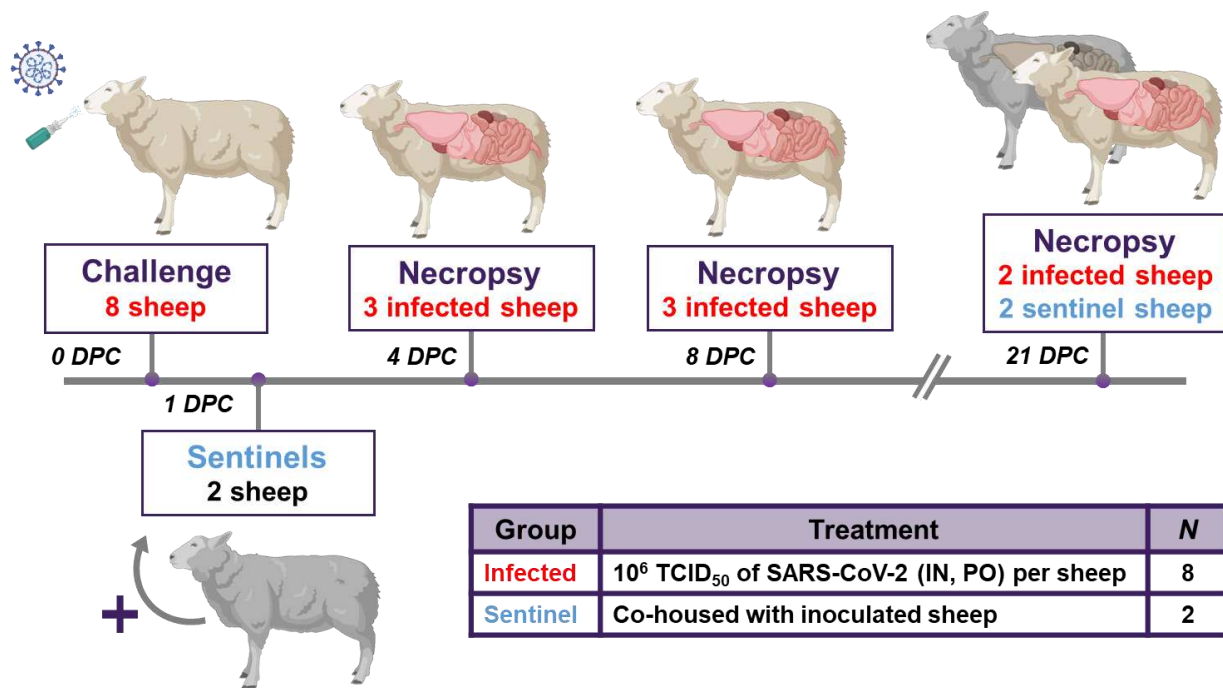 Challenge
8 sheep
Necropsy
3 infected sheep
Necropsy
3 infected sheep
Necropsy
2 infected sheep
2 sentinel sheep
0 DPC
4 DPC
8 DPC
21 DPC
1 DPC
Sentinels
2 sheep
Group Treatment N
Infected 10⁶ TCID₅₀ of SARS-CoV-2 (IN, PO) per sheep 8
Sentinel Co-housed with inoculated sheep 2